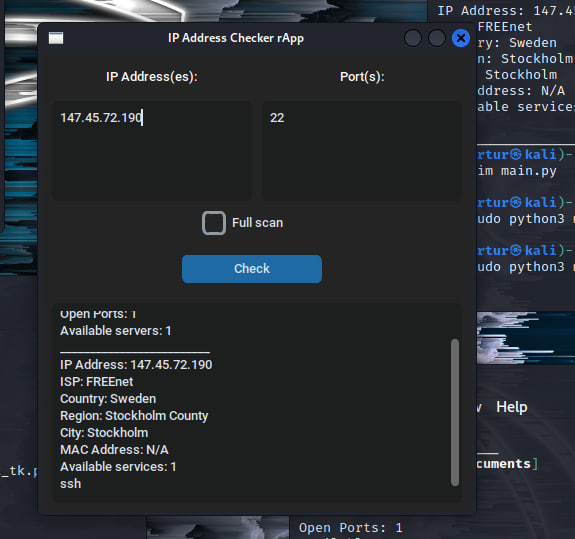 IP Address: 147.4
FREEnet
ry: Sweden
n: Stockholm
Stockholm
ddress: N/A
able services
rtur㉿kali)-
im main.py
rtur㉿kali)-
udo python3
rtur㉿kali)-
udo python3
IP Address Checker rApp
IP Address(es):
Port(s):
147.45.72.190
22
Full scan
Check
Open Ports: 1
Available servers: 1
_________________________
IP Address: 147.45.72.190
ISP: FREEnet
Country: Sweden
Region: Stockholm County
City: Stockholm
MAC Address: N/A
Available services: 1
ssh
Help
cuments]
_tk.p
Open Ports: 1